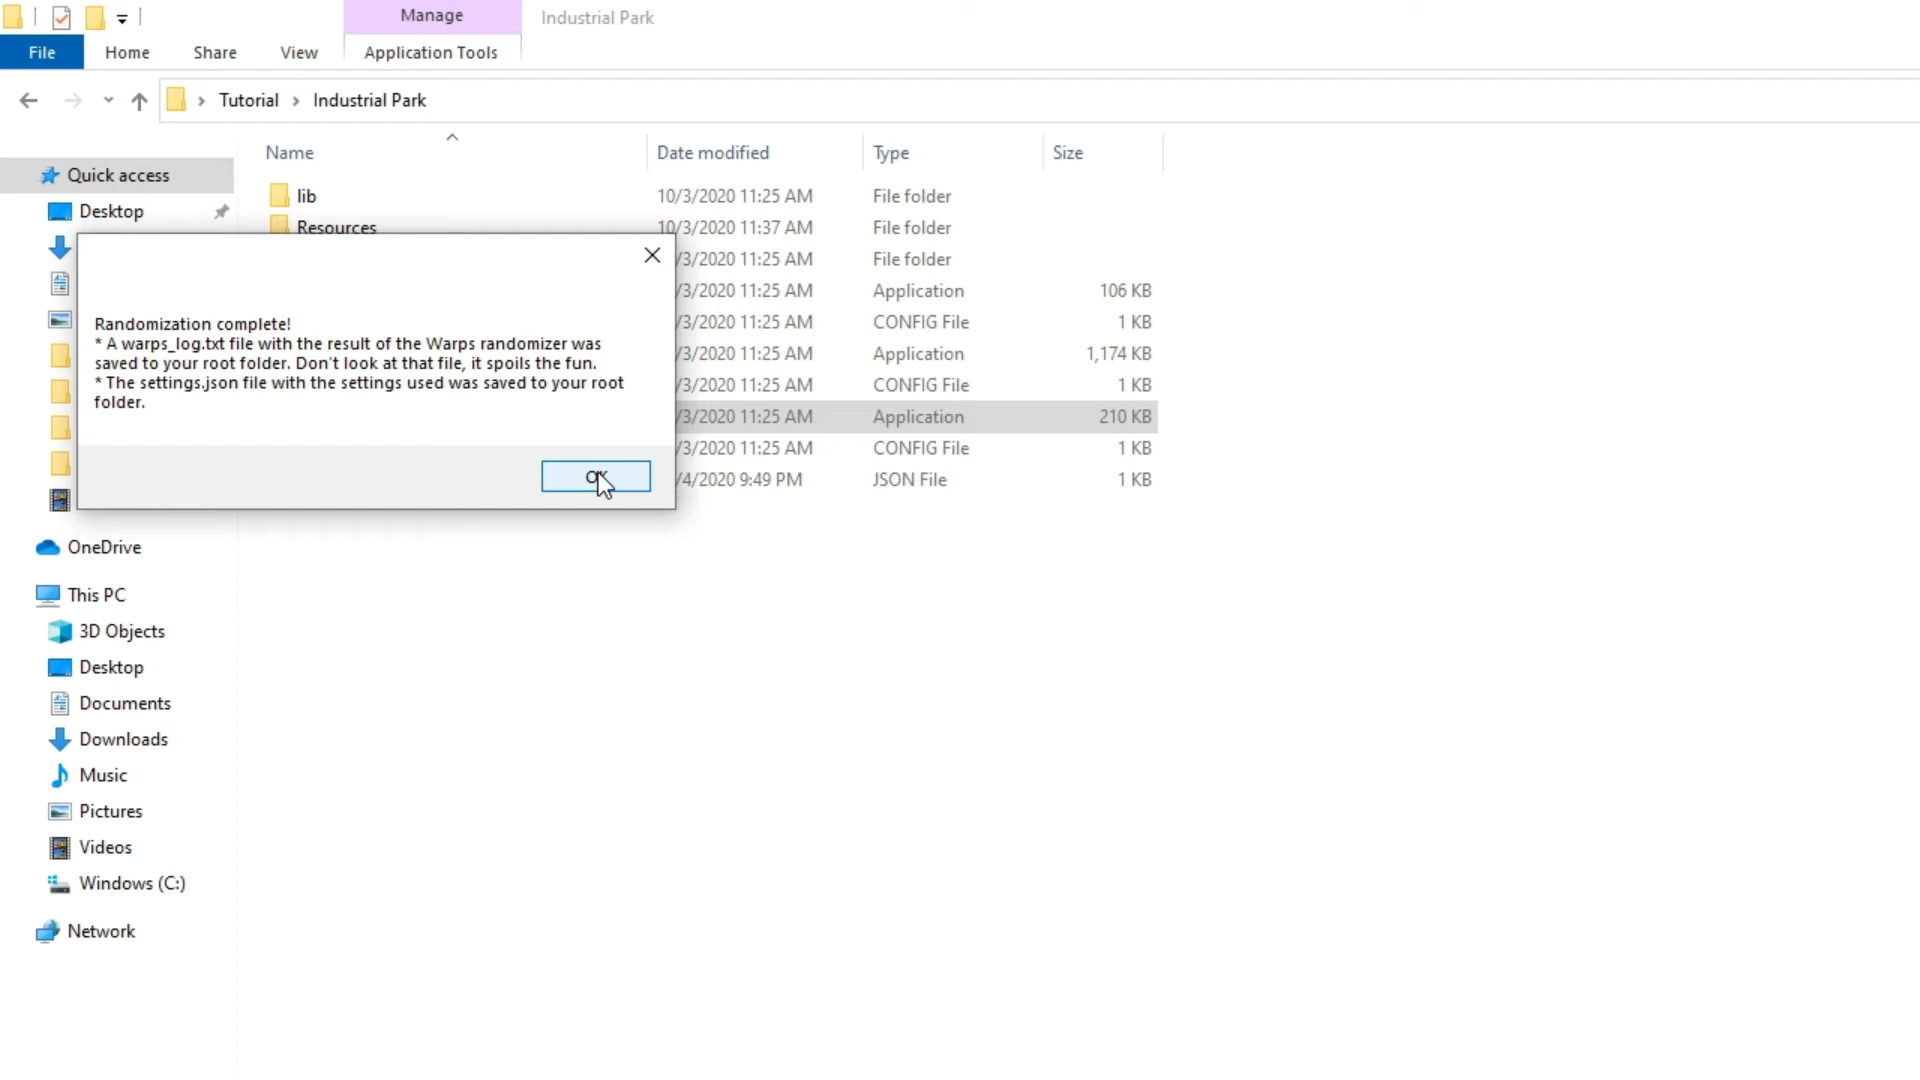 Manage
Industrial Park
File
Home
Share
View
Application Tools
Tutorial
Industrial Park
Name
Date modified
Type
Size
Quick access
Desktop
lib 10/3/2020 11:25 AM File folder
Resources 10/3/2020 11:37 AM File folder
/3/2020 11:25 AM File folder
/3/2020 11:25 AM Application 106 KB
/3/2020 11:25 AM CONFIG File 1 KB
/3/2020 11:25 AM Application 1,174 KB
/3/2020 11:25 AM CONFIG File 1 KB
/3/2020 11:25 AM Application 210 KB
/3/2020 11:25 AM CONFIG File 1 KB
/4/2020 9:49 PM JSON File 1 KB
Randomization complete!
* A warps_log.txt file with the result of the Warps randomizer was
saved to your root folder. Don't look at that file, it spoils the fun.
* The settings.json file with the settings used was saved to your root
folder.
OK
OneDrive
This PC
3D Objects
Desktop
Documents
Downloads
Music
Pictures
Videos
Windows (C:)
Network